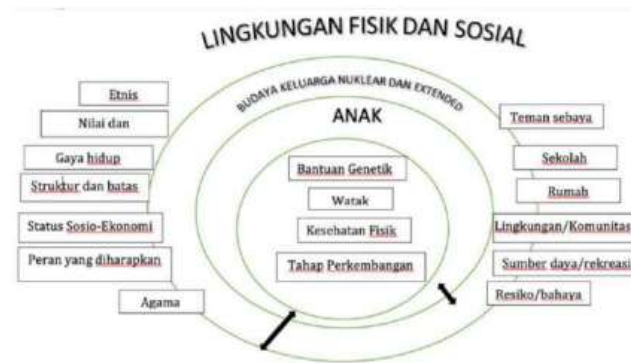 LINGKUNGAN FISIK DAN SOSIAL
BUDAYA KELUARGA NUKLEAR DAN EXTENDED
ANAK
Etnis
Nilai dan
Gaya hidup
Struktur dan batas
Status Sosio-Ekonomi
Peran yang diharapkan
Agama
Bantuan Genetik
Watak
Kesehatan Fisik
Tahap Perkembangan
Teman sebaya
Sekolah
Rumah
Lingkungan/Komunitas
Sumber daya/rekreasi
Resiko/bahaya